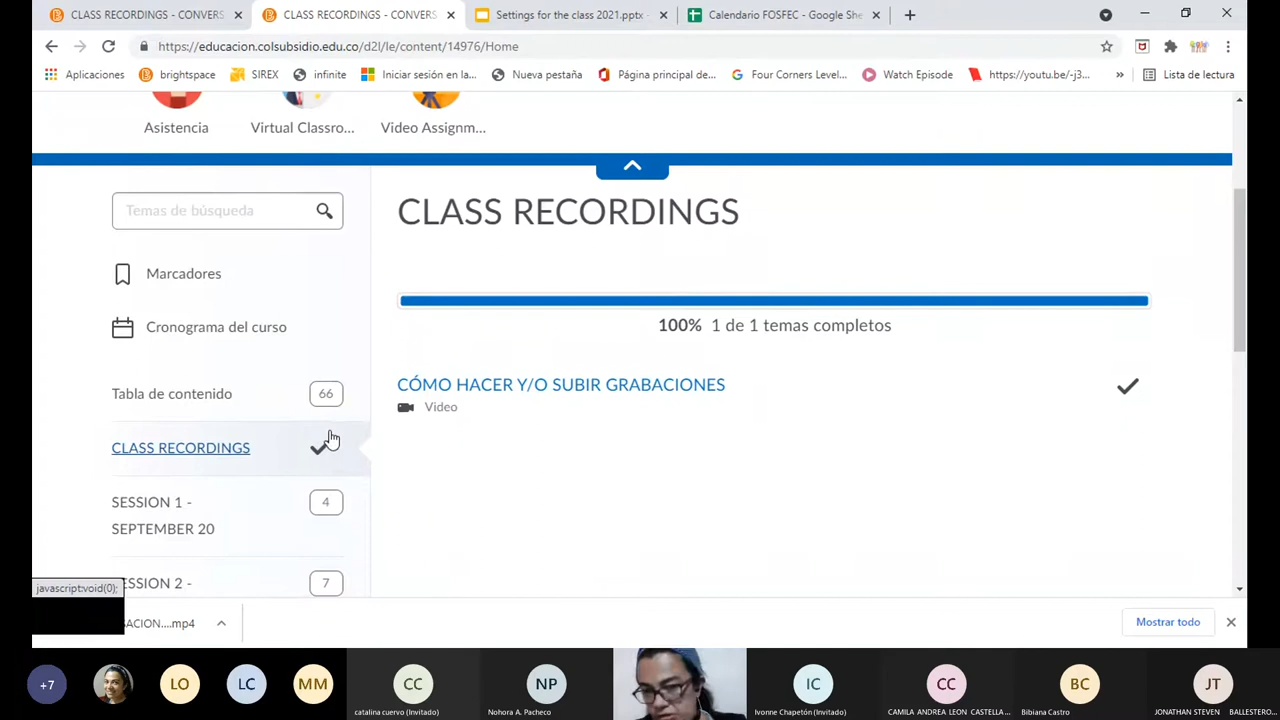 CLASS RECORDINGS - CONVERS
CLASS RECORDINGS - CONVERS
Settings for the class 2021.pptx -
Calendario FOSFEC - Google She
https://educacion.colsubsidio.edu.co/d2l/le/content/14976/Home
Aplicaciones
brightspace
SIREX
infinite
Iniciar sesión en la...
Nueva pestaña
Página principal de...
Four Corners Level...
Watch Episode
https://youtu.be/-j3...
»
Lista de lectura
Asistencia
Virtual Classro...
Video Assignm...
Temas de búsqueda
CLASS RECORDINGS
Marcadores
100% 1 de 1 temas completos
Cronograma del curso
CÓMO HACER Y/O SUBIR GRABACIONES
Video
Tabla de contenido
66
CLASS RECORDINGS
SESSION 1 -
SEPTEMBER 20
4
ESSION 2 -
7
javascript:void(0);
ACION....mp4
Mostrar todo
+7
LO
LC
MM
CC
catalina cuervo (Invitado)
NP
Nohora A. Pacheco
IC
Ivonne Chapetón (Invitado)
CC
CAMILA ANDREA LEON CASTELLA...
BC
Bibiana Castro
JT
JONATHAN STEVEN BALLESTERO...